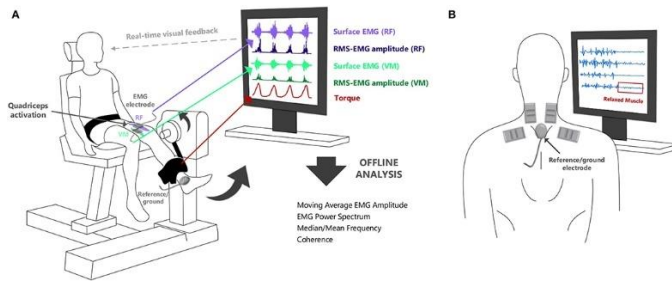 A
Real-time visual feedback
Surface EMG (RF)
RMS-EMG amplitude (RF)
Surface EMG (VM)
RMS-EMG amplitude (VM)
Torque
Quadriceps
activation
EMG
electrode
RF
VM
Reference/
ground
OFFLINE
ANALYSIS
Moving Average EMG Amplitude
EMG Power Spectrum
Median/Mean Frequency
Coherence
B
Relaxed Muscle
Reference/ground
electrode